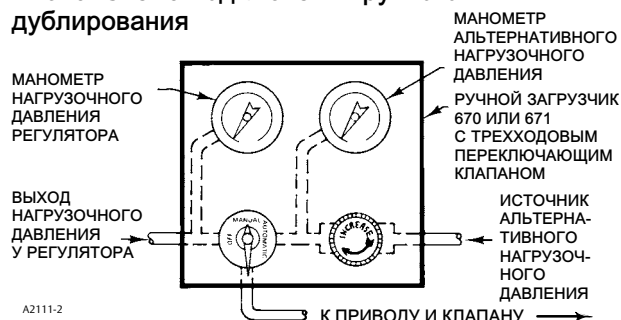 дублирования
МАНОМЕТР
НАГРУЗОЧНОГО
ДАВЛЕНИЯ
РЕГУЛЯТОРА
МАНОМЕТР
АЛЬТЕРНАТИВНОГО
НАГРУЗОЧНОГО
ДАВЛЕНИЯ
РУЧНОЙ ЗАГРУЗЧИК
670 ИЛИ 671
С ТРЕХХОДОВЫМ
ПЕРЕКЛЮЧАЮЩИМ
КЛАПАНОМ
ВЫХОД
НАГРУЗОЧНОГО
ДАВЛЕНИЯ
У РЕГУЛЯТОРА
MANUAL
AUTOMATIC
OFF
INCREASE
ИСТОЧНИК
АЛЬТЕРНА-
ТИВНОГО
НАГРУЗОЧ-
НОГО
ДАВЛЕНИЯ
A2111-2
К ПРИВОДУ И КЛАПАНУ